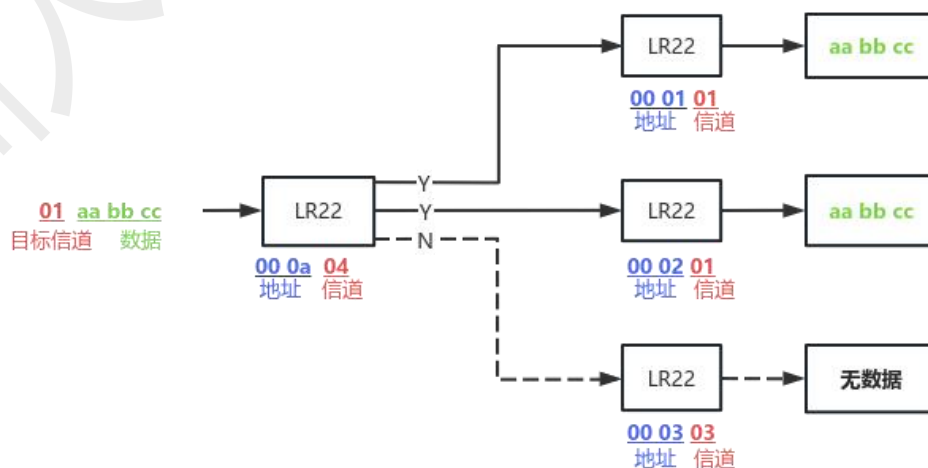 LR22
aa bb cc
00 01 01
地址 信道
01 aa bb cc
目标信道 数据
LR22
00 0a 04
地址 信道
Y
Y
N
LR22
aa bb cc
00 02 01
地址 信道
LR22
无数据
00 03 03
地址 信道